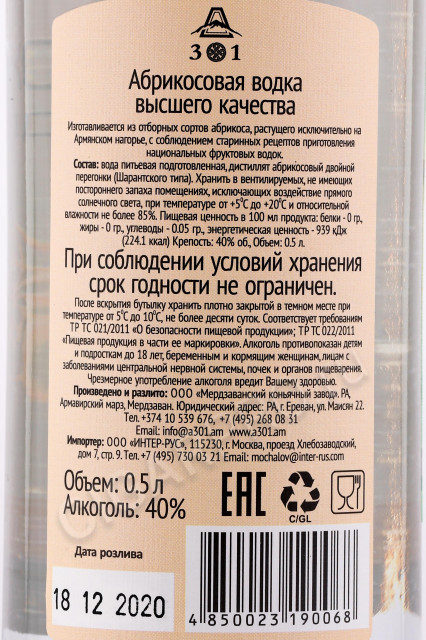 301
Абрикосовая водка
высшего качества
Изготавливается из отборных сортов абрикоса, растущего исключительно на
Армянском нагорье, с соблюдением старинных рецептов приготовления
национальных фруктовых водок.
Состав: вода питьевая подготовленная, дистиллят абрикосовый двойной
перегонки (Шарантского типа). Хранить в вентилируемых, не имеющих
постороннего запаха помещениях, исключающих воздействие прямого
солнечного света, при температуре от +5°С до +20°С и относительной
влажности не более 85%. Пищевая ценность в 100 мл продукта: белки - 0 гр.,
жиры - 0 гр., углеводы - 0.05 гр., энергетическая ценность - 939 кДж
(224.1 ккал) Крепость: 40% об., Объем: 0.5 л.
При соблюдении условий хранения
срок годности не ограничен.
После вскрытия бутылку хранить плотно закрытой в темном месте при
температуре от 5°С до 10°С, не более десяти суток. Соответствует требованиям
ТР ТС 021/2011 «О безопасности пищевой продукции»; ТР ТС 022/2011
«Пищевая продукция в части ее маркировки». Алкоголь противопоказан детям
и подросткам до 18 лет, беременным и кормящим женщинам, лицам с
заболеваниями центральной нервной системы, почек и органов пищеварения.
Чрезмерное употребление алкоголя вредит Вашему здоровью.
Произведено и разлито: ООО «Мердзаванский коньячный завод». РА,
Армавирский марз, Мердзаван. Юридический адрес: РА, г. Ереван, ул. Маисян 22.
Тел. +374 10 539 676, +7 (495) 268 08 31
Email: info@a301.am www.a301.am
Импортер: ООО «ИНТЕР-РУС», 115230, г. Москва, проезд Хлебозаводский,
дом 7, стр. 9. Тел. +7 495 730 03 21 Email: mochalov@inter-rus.com
Объем: 0.5 л
Алкоголь: 40%
EAC
C/GL
Дата розлива
18 12 2020
4 850023 190068